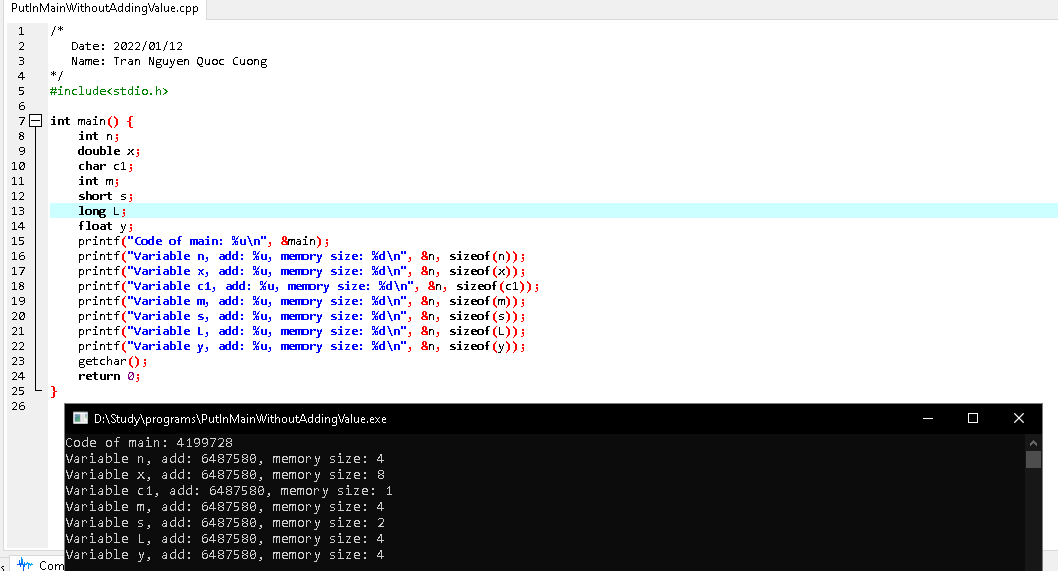 PutInMainWithoutAddingValue.cpp
1 /*
2 Date: 2022/01/12
3 Name: Tran Nguyen Quoc Cuong
4 */
5 #include<stdio.h>
6
7 int main() {
8 int n;
9 double x;
10 char c1;
11 int m;
12 short s;
13 long L;
14 float y;
15 printf("Code of main: %u\n", &main);
16 printf("Variable n, add: %u, memory size: %d\n", &n, sizeof(n));
17 printf("Variable x, add: %u, memory size: %d\n", &n, sizeof(x));
18 printf("Variable c1, add: %u, memory size: %d\n", &n, sizeof(c1));
19 printf("Variable m, add: %u, memory size: %d\n", &n, sizeof(m));
20 printf("Variable s, add: %u, memory size: %d\n", &n, sizeof(s));
21 printf("Variable L, add: %u, memory size: %d\n", &n, sizeof(L));
22 printf("Variable y, add: %u, memory size: %d\n", &n, sizeof(y));
23 getchar();
24 return 0;
25 }
26
D:\Study\programs\PutInMainWithoutAddingValue.exe
Code of main: 4199728
Variable n, add: 6487580, memory size: 4
Variable x, add: 6487580, memory size: 8
Variable c1, add: 6487580, memory size: 1
Variable m, add: 6487580, memory size: 4
Variable s, add: 6487580, memory size: 2
Variable L, add: 6487580, memory size: 4
Variable y, add: 6487580, memory size: 4
s Com